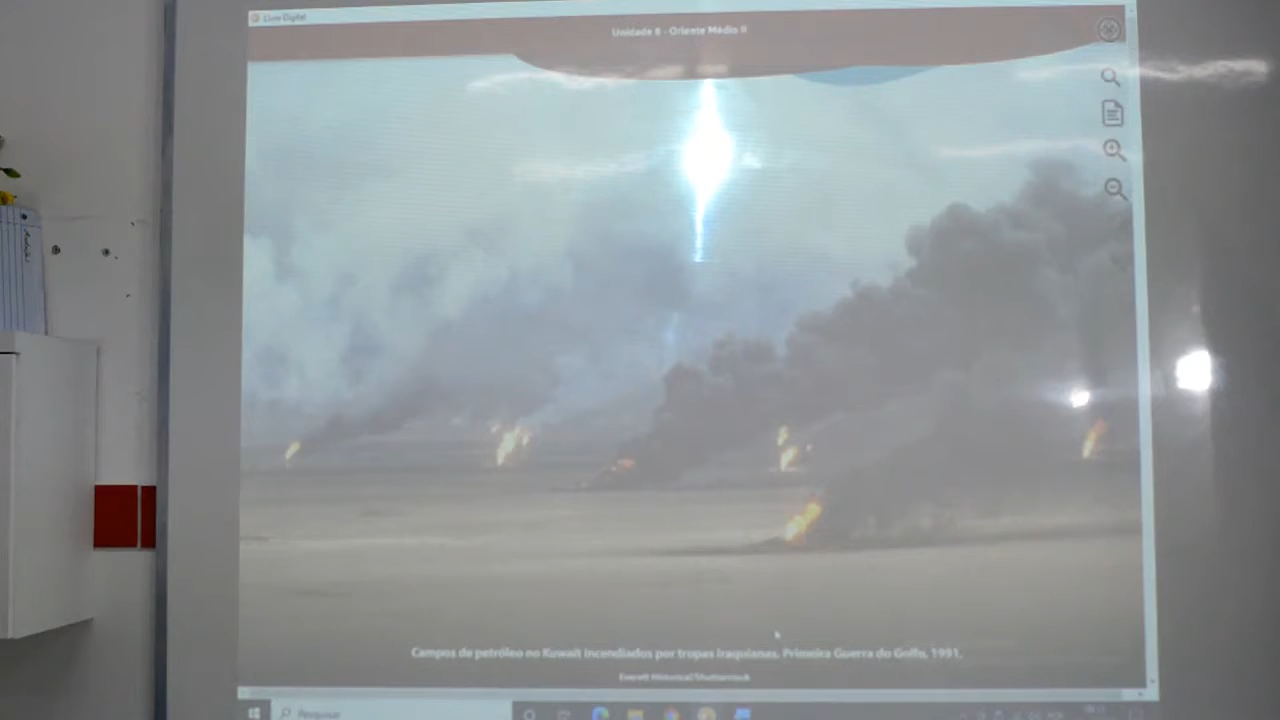 Livro Digital
Unidade 8 - Oriente Médio II
Campos de petróleo no Kuwait incendiados por tropas iraquianas. Primeira Guerra do Golfo, 1991.
Everett Historical/Shutterstock
Pesquisar